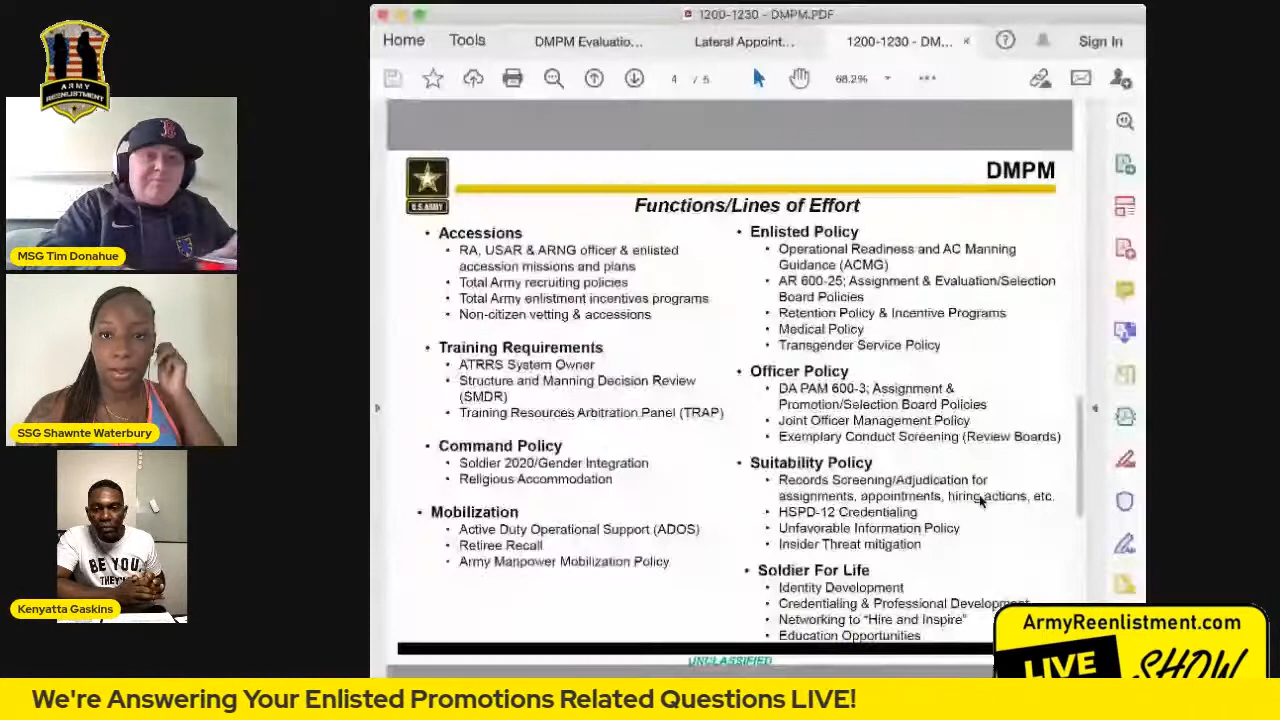 ARMY
REENLISTMENT
MSG Tim Donahue
SSG Shawnte Waterbury
BE YOU,
Kenyatta Gaskins
1200-1230 - DMPM.PDF
Home
Tools
DMPM Evaluatio...
Lateral Appoint...
1200-1230 - DM...
×
Sign In
4 / 5
68.2%
U.S.ARMY
DMPM
Functions/Lines of Effort
• Accessions
• RA, USAR & ARNG officer & enlisted
accession missions and plans
• Total Army recruiting policies
• Total Army enlistment incentives programs
• Non-citizen vetting & accessions
• Training Requirements
• ATRRS System Owner
• Structure and Manning Decision Review
(SMDR)
• Training Resources Arbitration Panel (TRAP)
• Command Policy
• Soldier 2020/Gender Integration
• Religious Accommodation
• Mobilization
• Active Duty Operational Support (ADOS)
• Retiree Recall
• Army Manpower Mobilization Policy
• Enlisted Policy
• Operational Readiness and AC Manning
Guidance (ACMG)
• AR 600-25; Assignment & Evaluation/Selection
Board Policies
• Retention Policy & Incentive Programs
• Medical Policy
• Transgender Service Policy
• Officer Policy
• DA PAM 600-3; Assignment &
Promotion/Selection Board Policies
• Joint Officer Management Policy
• Exemplary Conduct Screening (Review Boards)
• Suitability Policy
• Records Screening/Adjudication for
assignments, appointments, hiring actions, etc.
• HSPD-12 Credentialing
• Unfavorable Information Policy
• Insider Threat mitigation
• Soldier For Life
• Identity Development
• Credentialing & Professional Development
• Networking to "Hire and Inspire"
• Education Opportunities
UNCLASSIFIED
ArmyReenlistment.com
LIVE SHOW
We're Answering Your Enlisted Promotions Related Questions LIVE!